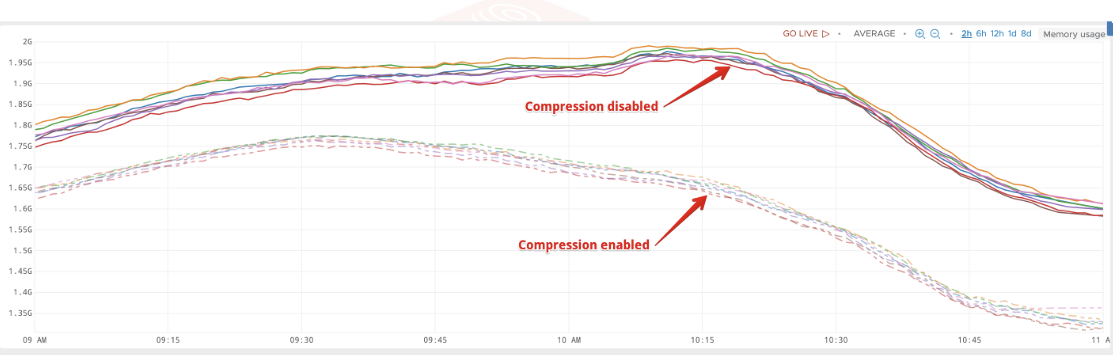 GO LIVE ▷ • AVERAGE • 2h 6h 12h 1d 8d Memory usage
2G
1.95G
1.9G
1.85G
1.8G
1.75G
1.7G
1.65G
1.6G
1.55G
1.5G
1.45G
1.4G
1.35G
Compression disabled
Compression enabled
09 AM 09:15 09:30 09:45 10 AM 10:15 10:30 10:45 11 A